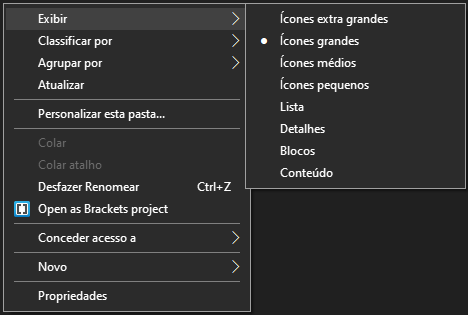 Exibir
Classificar por
Agrupar por
Atualizar
Personalizar esta pasta...
Colar
Colar atalho
Desfazer Renomear Ctrl+Z
Open as Brackets project
Conceder acesso a
Novo
Propriedades
Ícones extra grandes
Ícones grandes
Ícones médios
Ícones pequenos
Lista
Detalhes
Blocos
Conteúdo